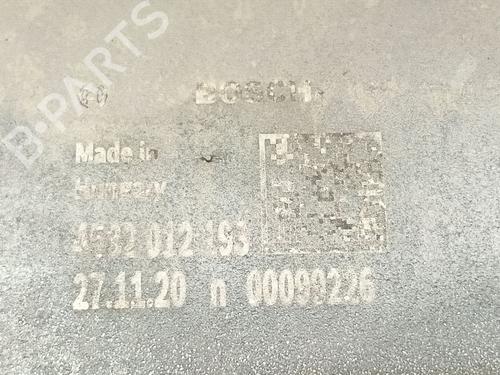 B-PARTS
BOSCH
Made in
Hungary
27.11.20 n 00099226